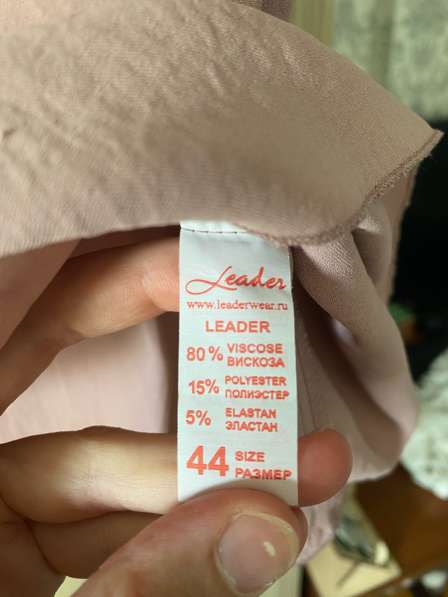 Leader
www.leaderwear.ru
LEADER
80% VISCOSE
ВИСКОЗА
15% POLYESTER
ПОЛИЭСТЕР
5% ELASTAN
ЭЛАСТАН
44 SIZE
РАЗМЕР